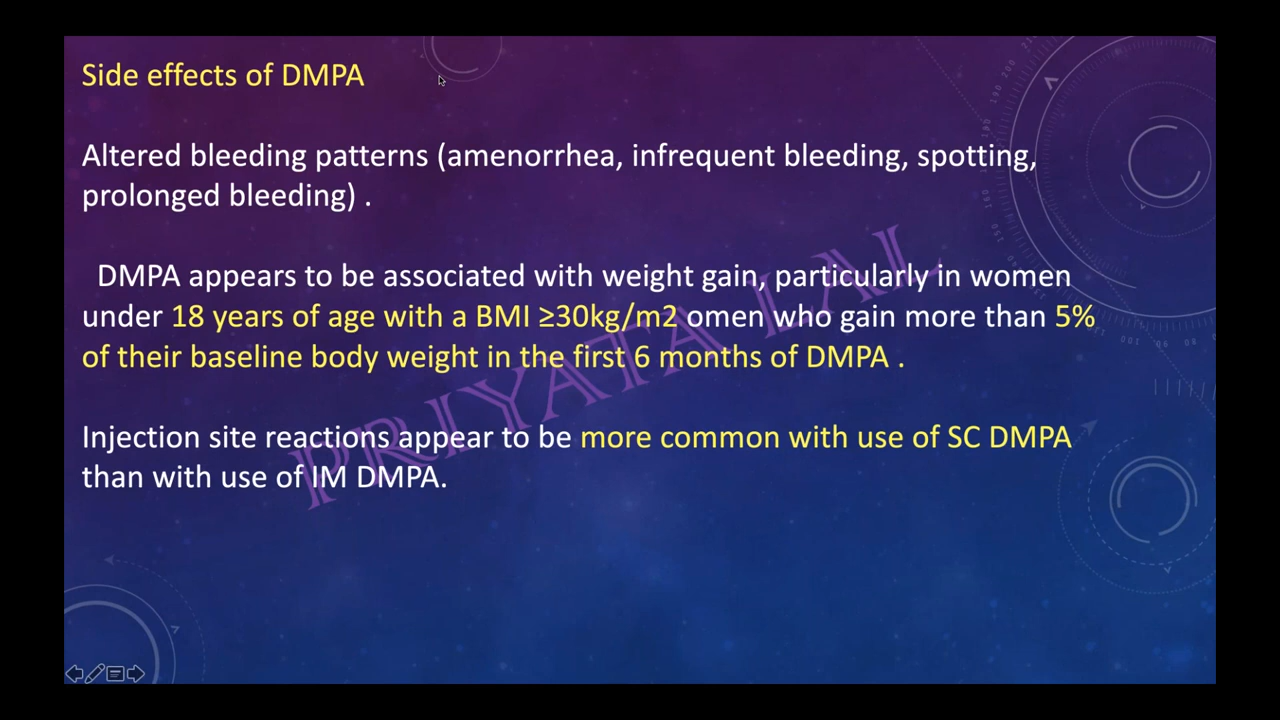 Side effects of DMPA
Altered bleeding patterns (amenorrhea, infrequent bleeding, spotting,
prolonged bleeding) .
DMPA appears to be associated with weight gain, particularly in women
under 18 years of age with a BMI ≥30kg/m2 omen who gain more than 5%
of their baseline body weight in the first 6 months of DMPA .
Injection site reactions appear to be more common with use of SC DMPA
than with use of IM DMPA.
PRIYATA LAL